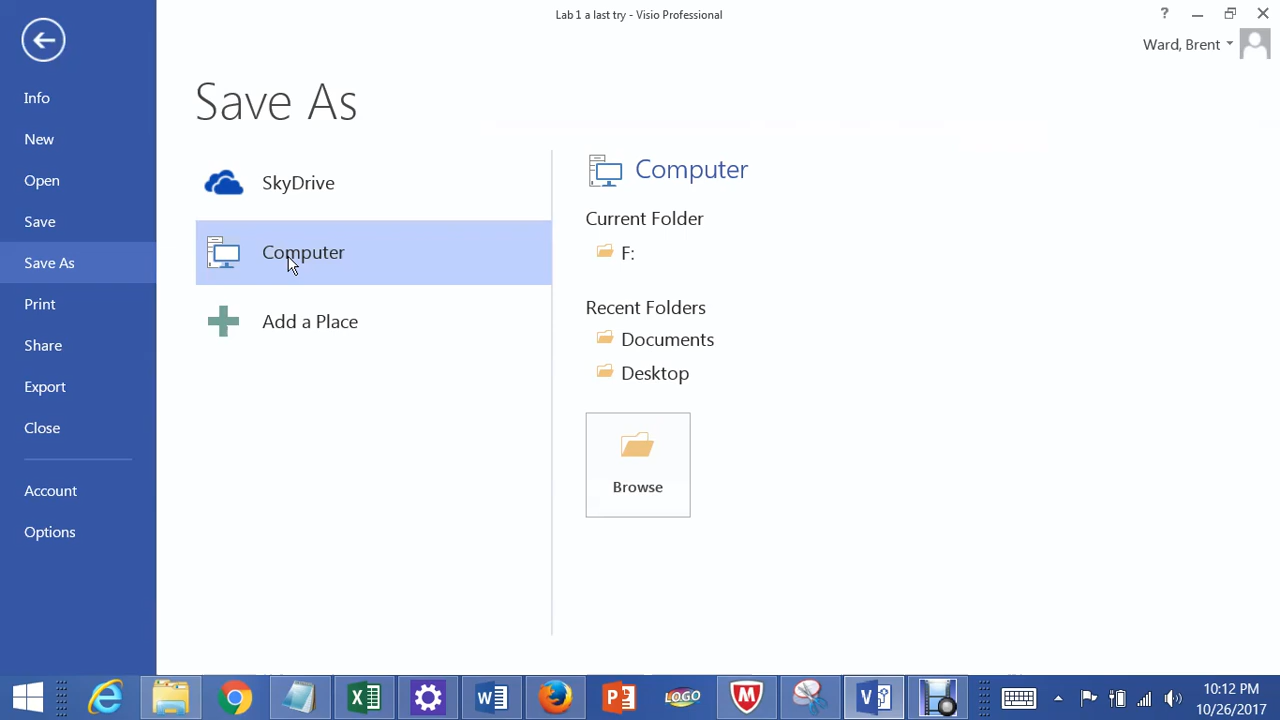 Lab 1 a last try - Visio Professional
?
Ward, Brent
Info
New
Open
Save
Save As
Print
Share
Export
Close
Account
Options
Save As
SkyDrive
Computer
Add a Place
Computer
Current Folder
F:
Recent Folders
Documents
Desktop
Browse
LOGO
10:12 PM
10/26/2017